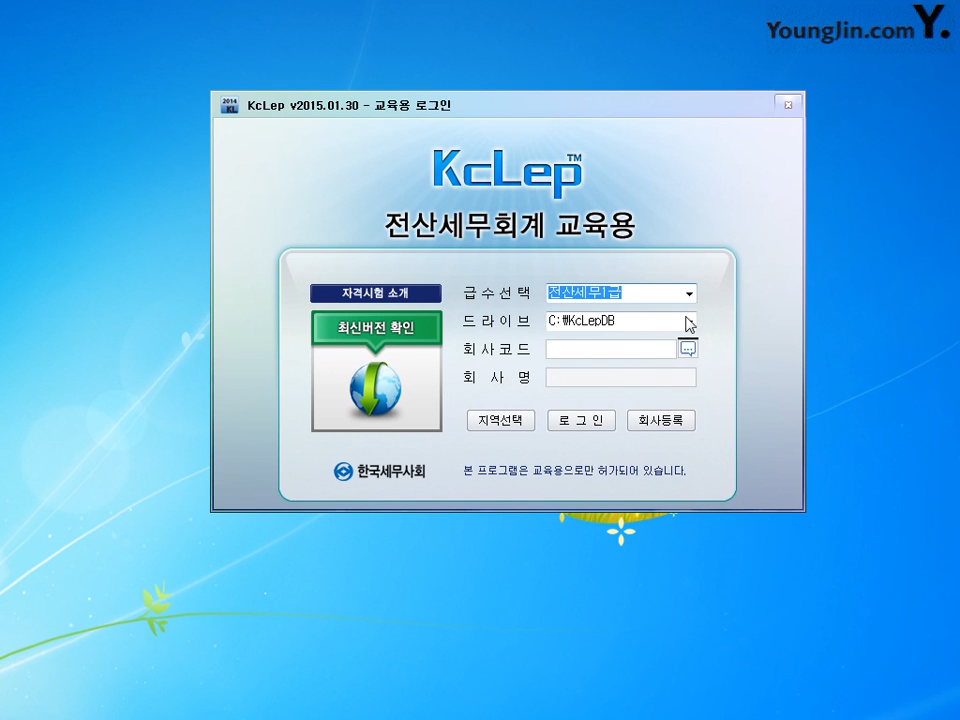 YoungJin.com Y.
2014 KL KcLep v2015.01.30 - 교육용 로그인
KcLep™
전산세무회계 교육용
자격시험 소개
최신버전 확인
급수선택 전산세무1급
드라이브 C:₩KcLepDB
회사코드
회사명
지역선택 로그인 회사등록
한국세무사회 본 프로그램은 교육용으로만 허가되어 있습니다.